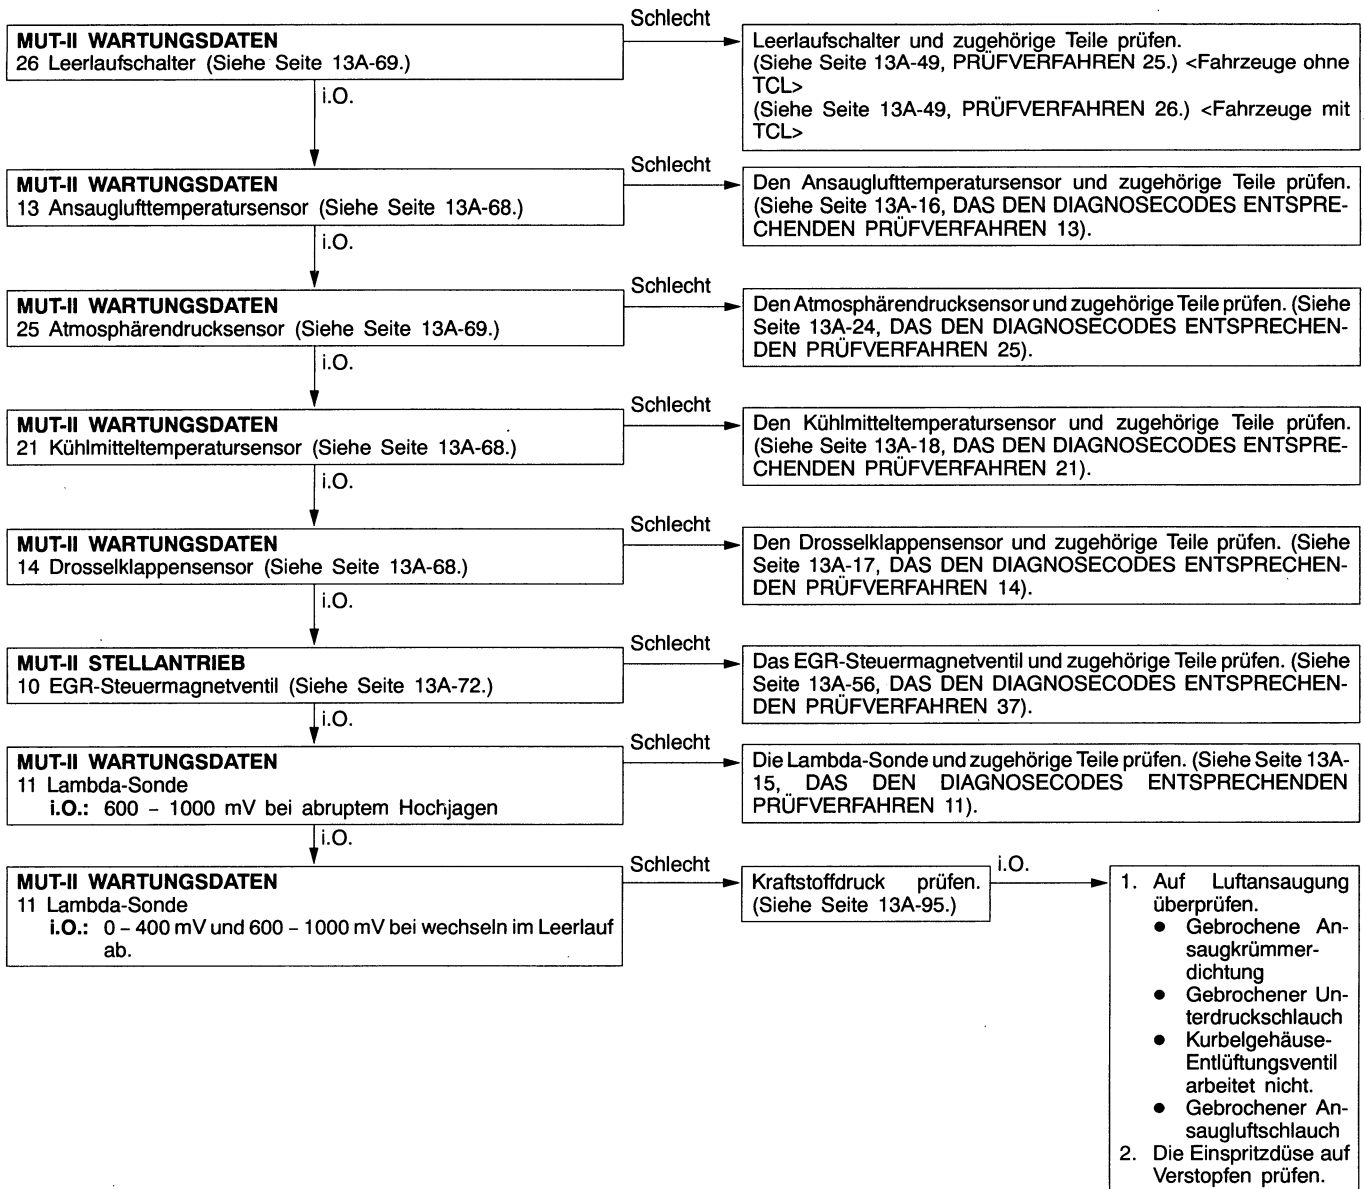 Schlecht
MUT-II WARTUNGSDATEN
26 Leerlaufschalter (Siehe Seite 13A-69.)
Leerlaufschalter und zugehörige Teile prüfen.
(Siehe Seite 13A-49, PRÜFVERFAHREN 25.) <Fahrzeuge ohne
TCL>
(Siehe Seite 13A-49, PRÜFVERFAHREN 26.) <Fahrzeuge mit
TCL>
i.O.
Schlecht
MUT-II WARTUNGSDATEN
13 Ansauglufttemperatursensor (Siehe Seite 13A-68.)
Den Ansauglufttemperatursensor und zugehörige Teile prüfen.
(Siehe Seite 13A-16, DAS DEN DIAGNOSECODES ENTSPRE-
CHENDEN PRÜFVERFAHREN 13).
i.O.
Schlecht
MUT-II WARTUNGSDATEN
25 Atmosphärendrucksensor (Siehe Seite 13A-69.)
Den Atmosphärendrucksensor und zugehörige Teile prüfen. (Siehe
Seite 13A-24, DAS DEN DIAGNOSECODES ENTSPRECHEN-
DEN PRÜFVERFAHREN 25).
i.O.
Schlecht
MUT-II WARTUNGSDATEN
21 Kühlmitteltemperatursensor (Siehe Seite 13A-68.)
Den Kühlmitteltemperatursensor und zugehörige Teile prüfen.
(Siehe Seite 13A-18, DAS DEN DIAGNOSECODES ENTSPRE-
CHENDEN PRÜFVERFAHREN 21).
i.O.
Schlecht
MUT-II WARTUNGSDATEN
14 Drosselklappensensor (Siehe Seite 13A-68.)
Den Drosselklappensensor und zugehörige Teile prüfen. (Siehe
Seite 13A-17, DAS DEN DIAGNOSECODES ENTSPRECHEN-
DEN PRÜFVERFAHREN 14).
i.O.
Schlecht
MUT-II STELLANTRIEB
10 EGR-Steuermagnetventil (Siehe Seite 13A-72.)
Das EGR-Steuermagnetventil und zugehörige Teile prüfen. (Siehe
Seite 13A-56, DAS DEN DIAGNOSECODES ENTSPRECHEN-
DEN PRÜFVERFAHREN 37).
i.O.
Schlecht
MUT-II WARTUNGSDATEN
11 Lambda-Sonde
i.O.: 600 – 1000 mV bei abruptem Hochjagen
Die Lambda-Sonde und zugehörige Teile prüfen. (Siehe Seite 13A-
15, DAS DEN DIAGNOSECODES ENTSPRECHENDEN
PRÜFVERFAHREN 11).
i.O.
Schlecht
MUT-II WARTUNGSDATEN
11 Lambda-Sonde
i.O.: 0 – 400 mV und 600 – 1000 mV bei wechseln im Leerlauf
ab.
Kraftstoffdruck prüfen.
(Siehe Seite 13A-95.)
i.O.
1. Auf Luftansaugung
überprüfen.
● Gebrochene An-
saugkrümmer-
dichtung
● Gebrochener Un-
terdruckschlauch
● Kurbelgehäuse-
Entlüftungsventil
arbeitet nicht.
● Gebrochener An-
saugluftschlauch
2. Die Einspritzdüse auf
Verstopfen prüfen.